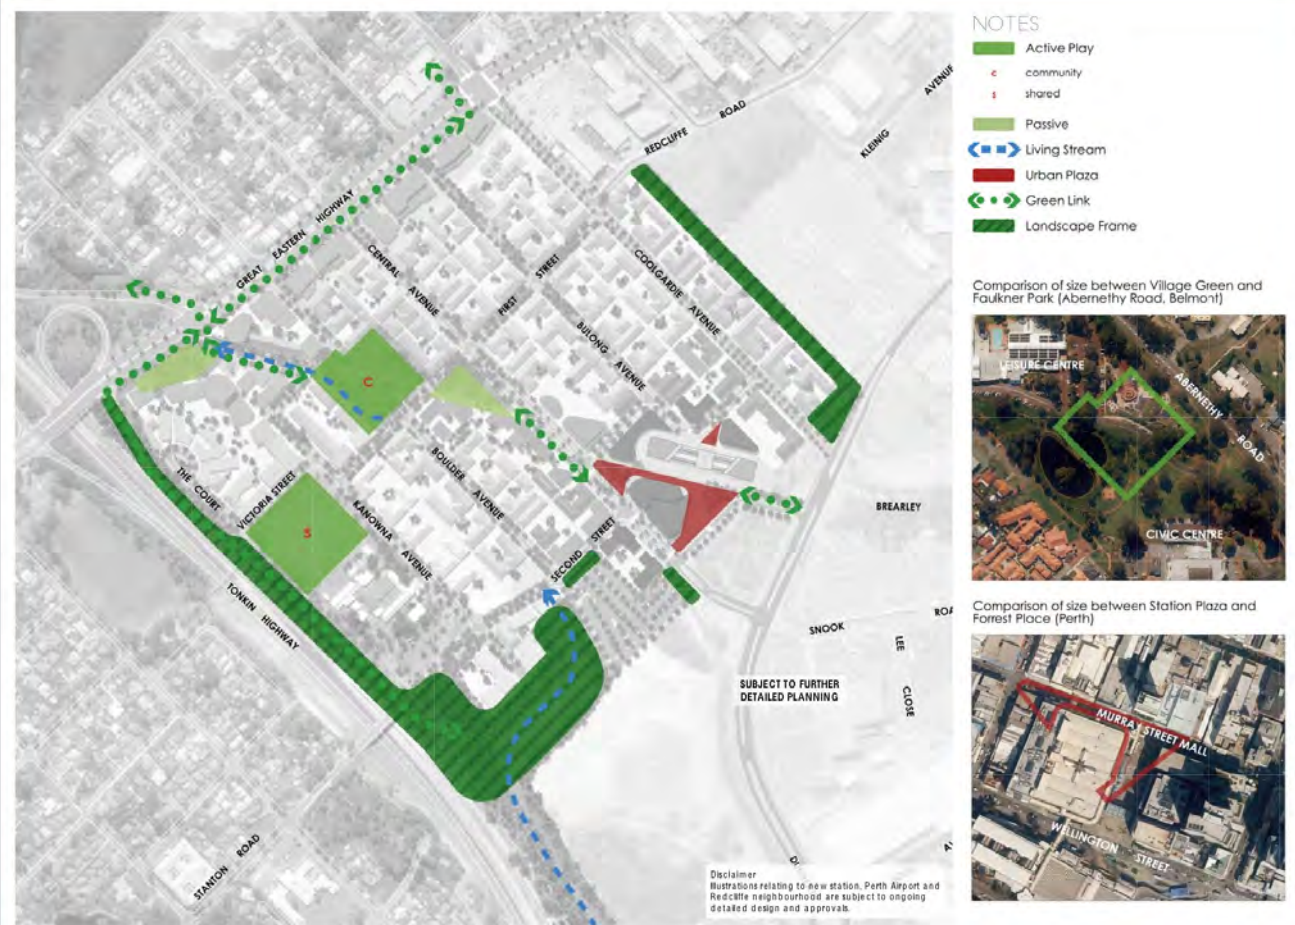 NOTES
Active Play
c community
s shared
Passive
Living Stream
Urban Plaza
Green Link
Landscape Frame
Comparison of size between Village Green and
Faulkner Park (Abernethy Road, Belmont)
LEISURE CENTRE
ABERNETHY
ROAD
CIVIC CENTRE
Comparison of size between Station Plaza and
Forrest Place (Perth)
MURRAY STREET MALL
WELLINGTON
STREET
REDCLIFFE
ROAD
KLEINIG
AVENUE
GREAT EASTERN HIGHWAY
CENTRAL
AVENUE
FIRST
STREET
COOLGARDIE
AVENUE
BULONG
AVENUE
C
S
THE COURT
VICTORIA STREET
KANOWNA
AVENUE
BOULDER
AVENUE
SECOND
STREET
BREARLEY
TONKIN
HIGHWAY
SNOOK
ROA
LEE
CLOSE
SUBJECT TO FURTHER
DETAILED PLANNING
STANTON
ROAD
Disclaimer
Illustrations relating to new station, Perth Airport and
Redcliffe neighbourhood are subject to ongoing
detailed design and approvals.